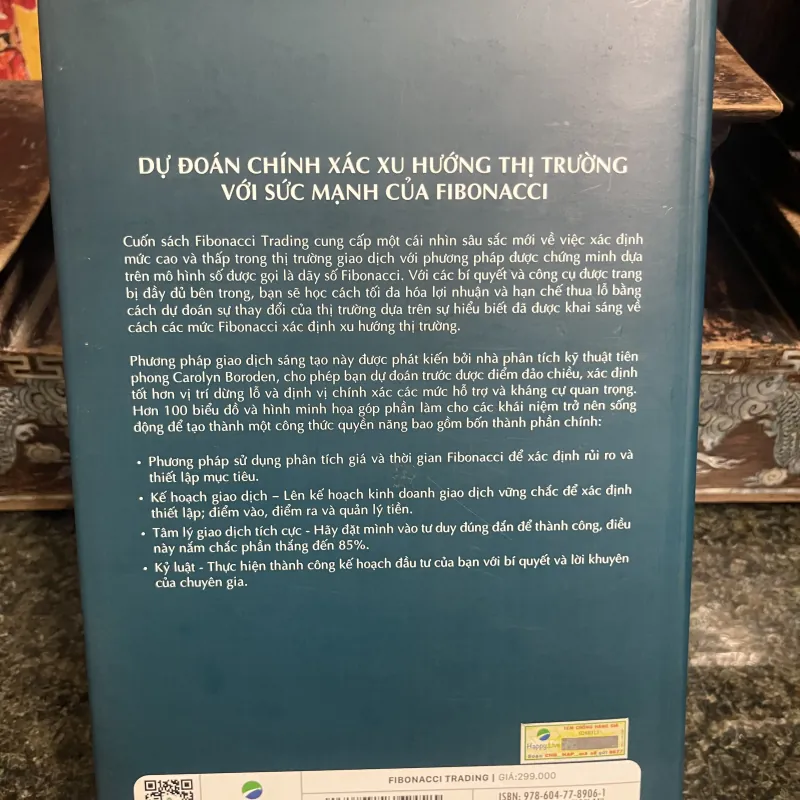 DỰ ĐOÁN CHÍNH XÁC XU HƯỚNG THỊ TRƯỜNG
VỚI SỨC MẠNH CỦA FIBONACCI
Cuốn sách Fibonacci Trading cung cấp một cái nhìn sâu sắc mới về việc xác định
mức cao và thấp trong thị trường giao dịch với phương pháp được chứng minh dựa
trên mô hình số được gọi là dãy số Fibonacci. Với các bí quyết và công cụ được trang
bị đầy đủ bên trong, bạn sẽ học cách tối đa hóa lợi nhuận và hạn chế thua lỗ bằng
cách dự đoán sự thay đổi của thị trường dựa trên sự hiểu biết đã được khai sáng về
cách các mức Fibonacci xác định xu hướng thị trường.
Phương pháp giao dịch sáng tạo này được phát kiến bởi nhà phân tích kỹ thuật tiên
phong Carolyn Boroden, cho phép bạn dự đoán trước được điểm đảo chiều, xác định
tốt hơn vị trí dừng lỗ và định vị chính xác các mức hỗ trợ và kháng cự quan trọng.
Hơn 100 biểu đồ và hình minh họa góp phần làm cho các khái niệm trở nên sống
động để tạo thành một công thức quyền năng bao gồm bốn thành phần chính:
• Phương pháp sử dụng phân tích giá và thời gian Fibonacci để xác định rủi ro và
thiết lập mục tiêu.
• Kế hoạch giao dịch – Lên kế hoạch kinh doanh giao dịch vững chắc để xác định
thiết lập; điểm vào, điểm ra và quản lý tiền.
• Tâm lý giao dịch tích cực - Hãy đặt mình vào tư duy đúng đắn để thành công, điều
này nắm chắc phần thắng đến 85%.
• Kỷ luật - Thực hiện thành công kế hoạch đầu tư của bạn với bí quyết và lời khuyên
của chuyên gia.
TEM CHỐNG HÀNG GIẢ
Happy
FIBONACCI TRADING | GIÁ:299.000
ISBN: 978-604-77-8906-1